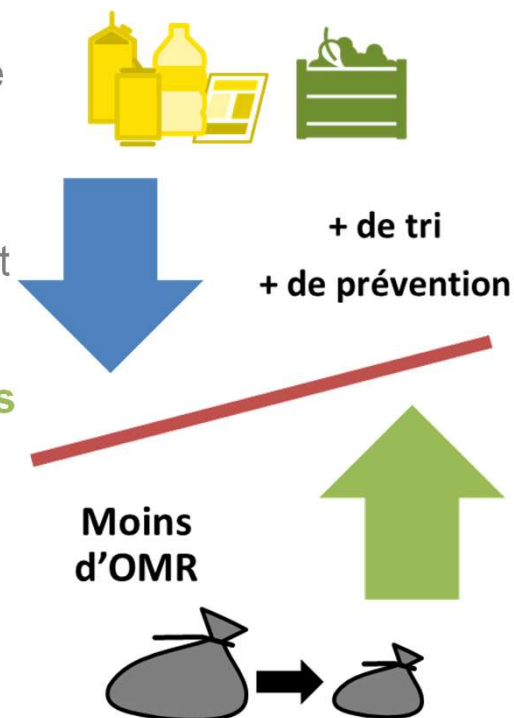 + de tri
+ de prévention
Moins
d'OMR